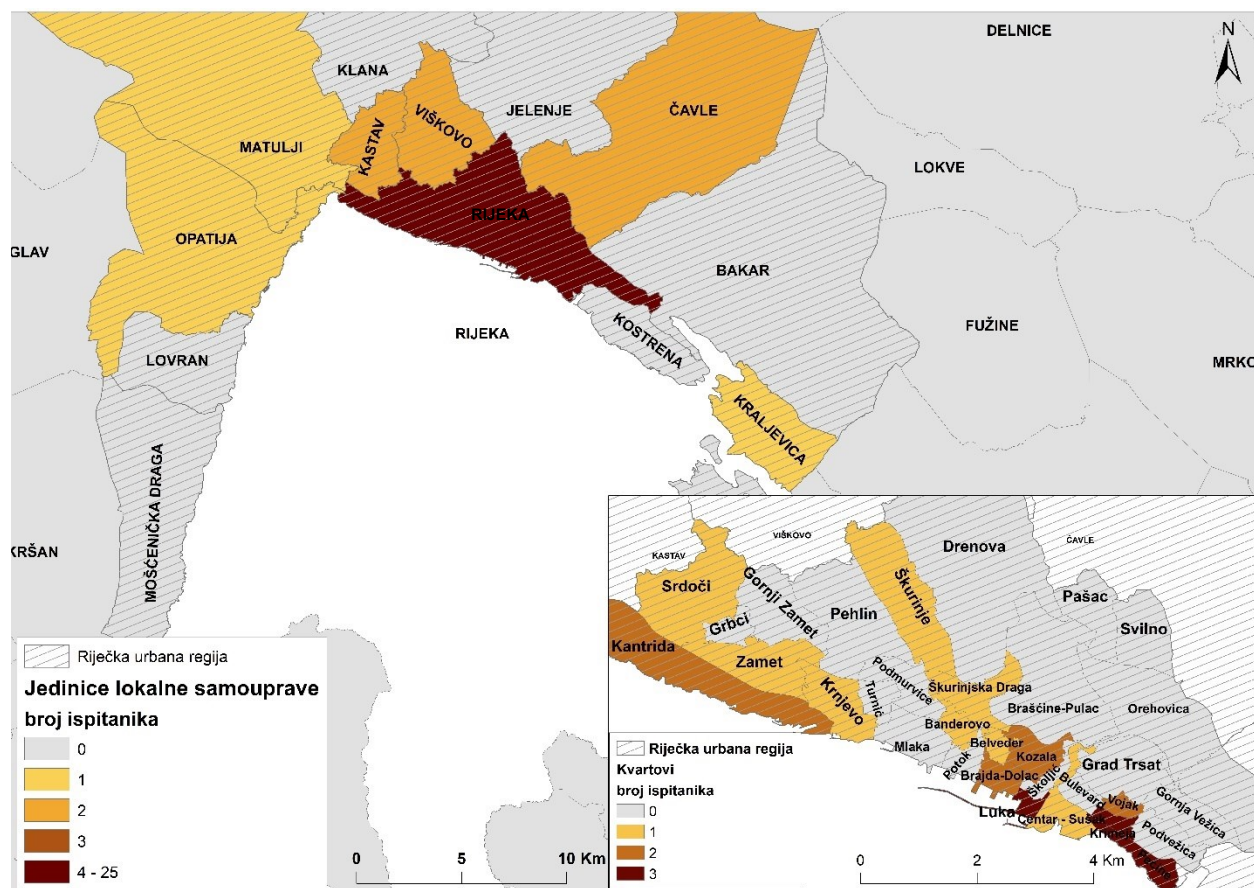 DELNICE
N
KLANA
JELENJE
ČAVLE
VIŠKOVO
KASTAV
MATULJI
LOKVE
RIJEKA
OPATIJA
GLAV
BAKAR
FUŽINE
RIJEKA
KOSTRENA
LOVRAN
MRKO
KRALJEVICA
MOŠĆENIČKA DRAGA
KRŠAN
Riječka urbana regija
Jedinice lokalne samouprave
broj ispitanika
0
1
2
3
4 - 25
0 5 10 Km
VIŠKOVO
ČAVLE
KASTAV
Drenova
Srdoči
Gornji Zamet
Škurinje
Pašac
Grbci
Pehlin
Svilno
Kantrida
Zamet
Podmurvice
Krnjevo
Turnić
Škurinjska Draga
Brašćine-Pulac
Orehovica
Banderovo
Mlaka
Belveder
Kozala
Potok
Grad Trsat
Brajda-Dolac
Školjić
Bulevard
Vojak
Gornja Vežica
Luka
Centar - Sušak
Krimeja
Podvežica
Riječka urbana regija
Kvartovi
broj ispitanika
0
1
2
3
0 2 4 Km